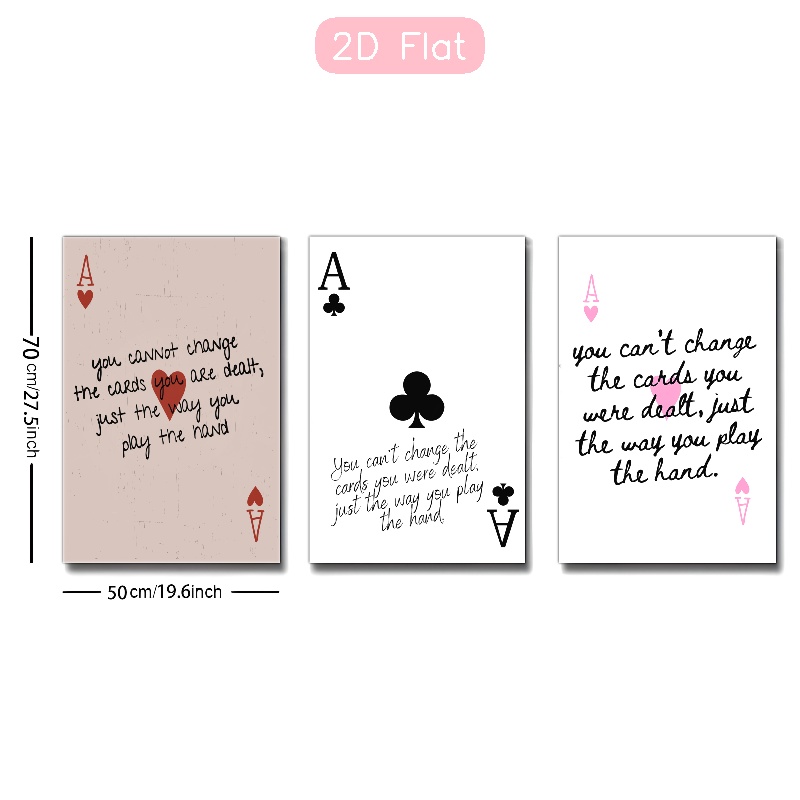 2D Flat
70cm/27.5inch
50cm/19.6inch
A
you cannot change
the cards you are dealt,
just the way you
play the hand
A
A
You can't change the
cards you were dealt.
just the way you play
the hand.
A
A
you can't change
the cards you
were dealt, just
the way you play
the hand.
A